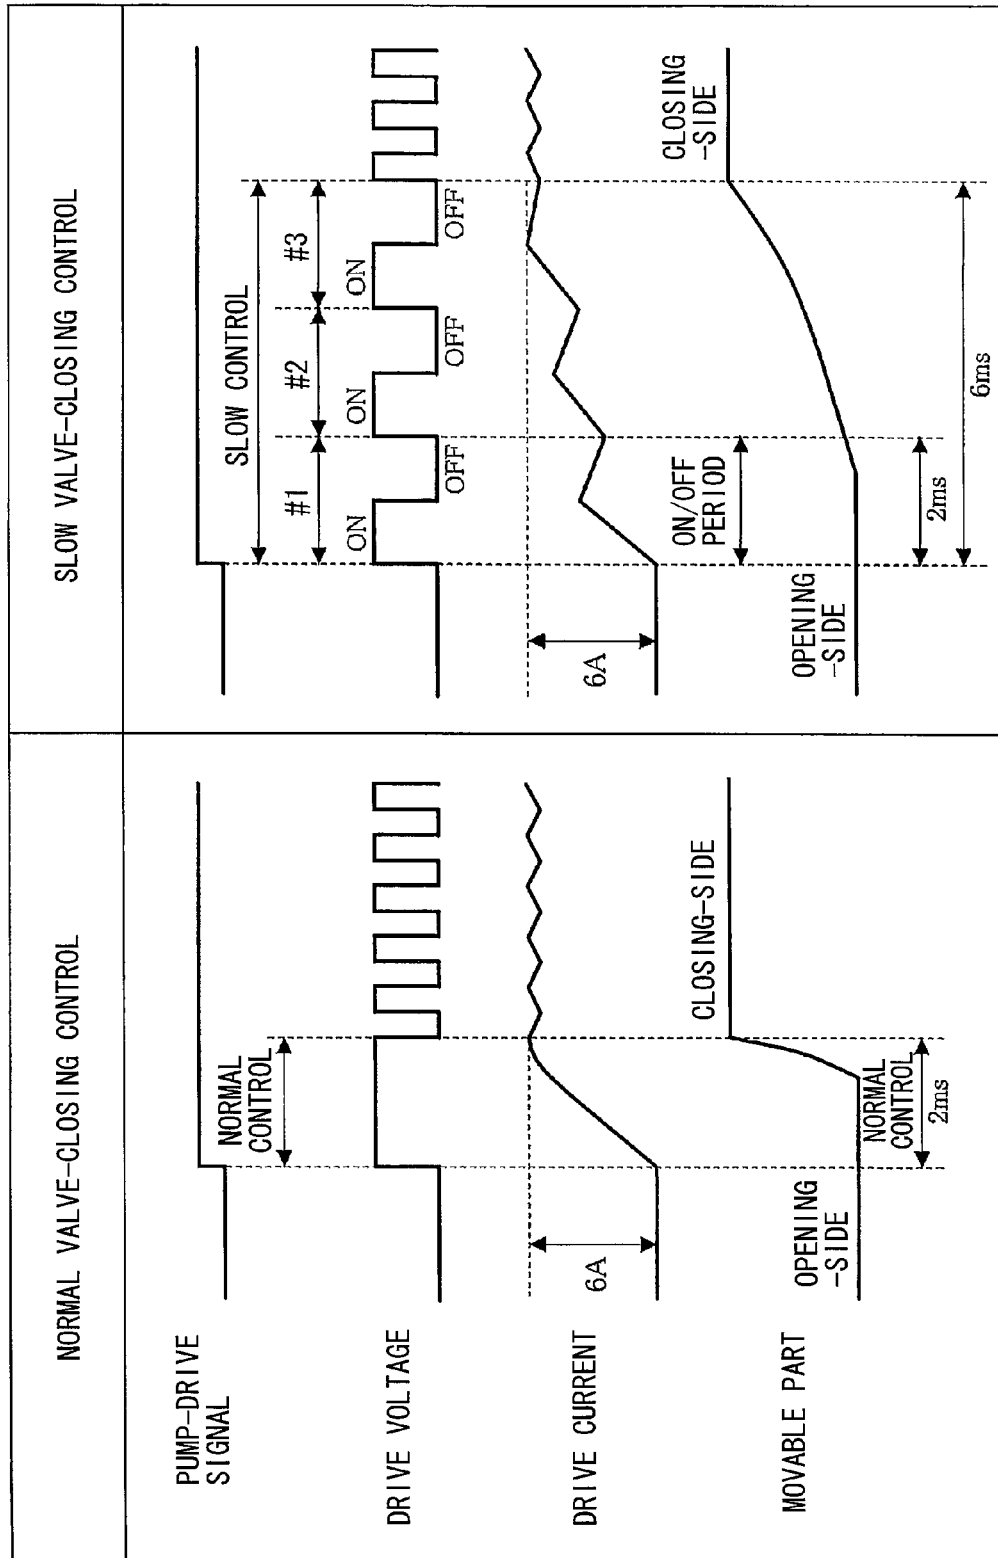 NORMAL VALVE-CLOSING CONTROL
SLOW VALVE-CLOSING CONTROL
PUMP-DRIVE
SIGNAL
NORMAL
CONTROL
SLOW CONTROL
#1
#2
#3
DRIVE VOLTAGE
ON
OFF
ON
OFF
ON
OFF
DRIVE CURRENT
6A
6A
ON/OFF
PERIOD
MOVABLE PART
OPENING
-SIDE
CLOSING-SIDE
NORMAL
CONTROL
2ms
OPENING
-SIDE
CLOSING
-SIDE
2ms
6ms